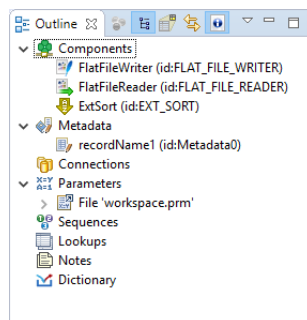 Outline
Components
FlatFileWriter (id:FLAT_FILE_WRITER)
FlatFileReader (id:FLAT_FILE_READER)
ExtSort (id:EXT_SORT)
Metadata
recordName1 (id:Metadata0)
Connections
X=Y
A=1
Parameters
File 'workspace.prm'
Sequences
Lookups
Notes
Dictionary